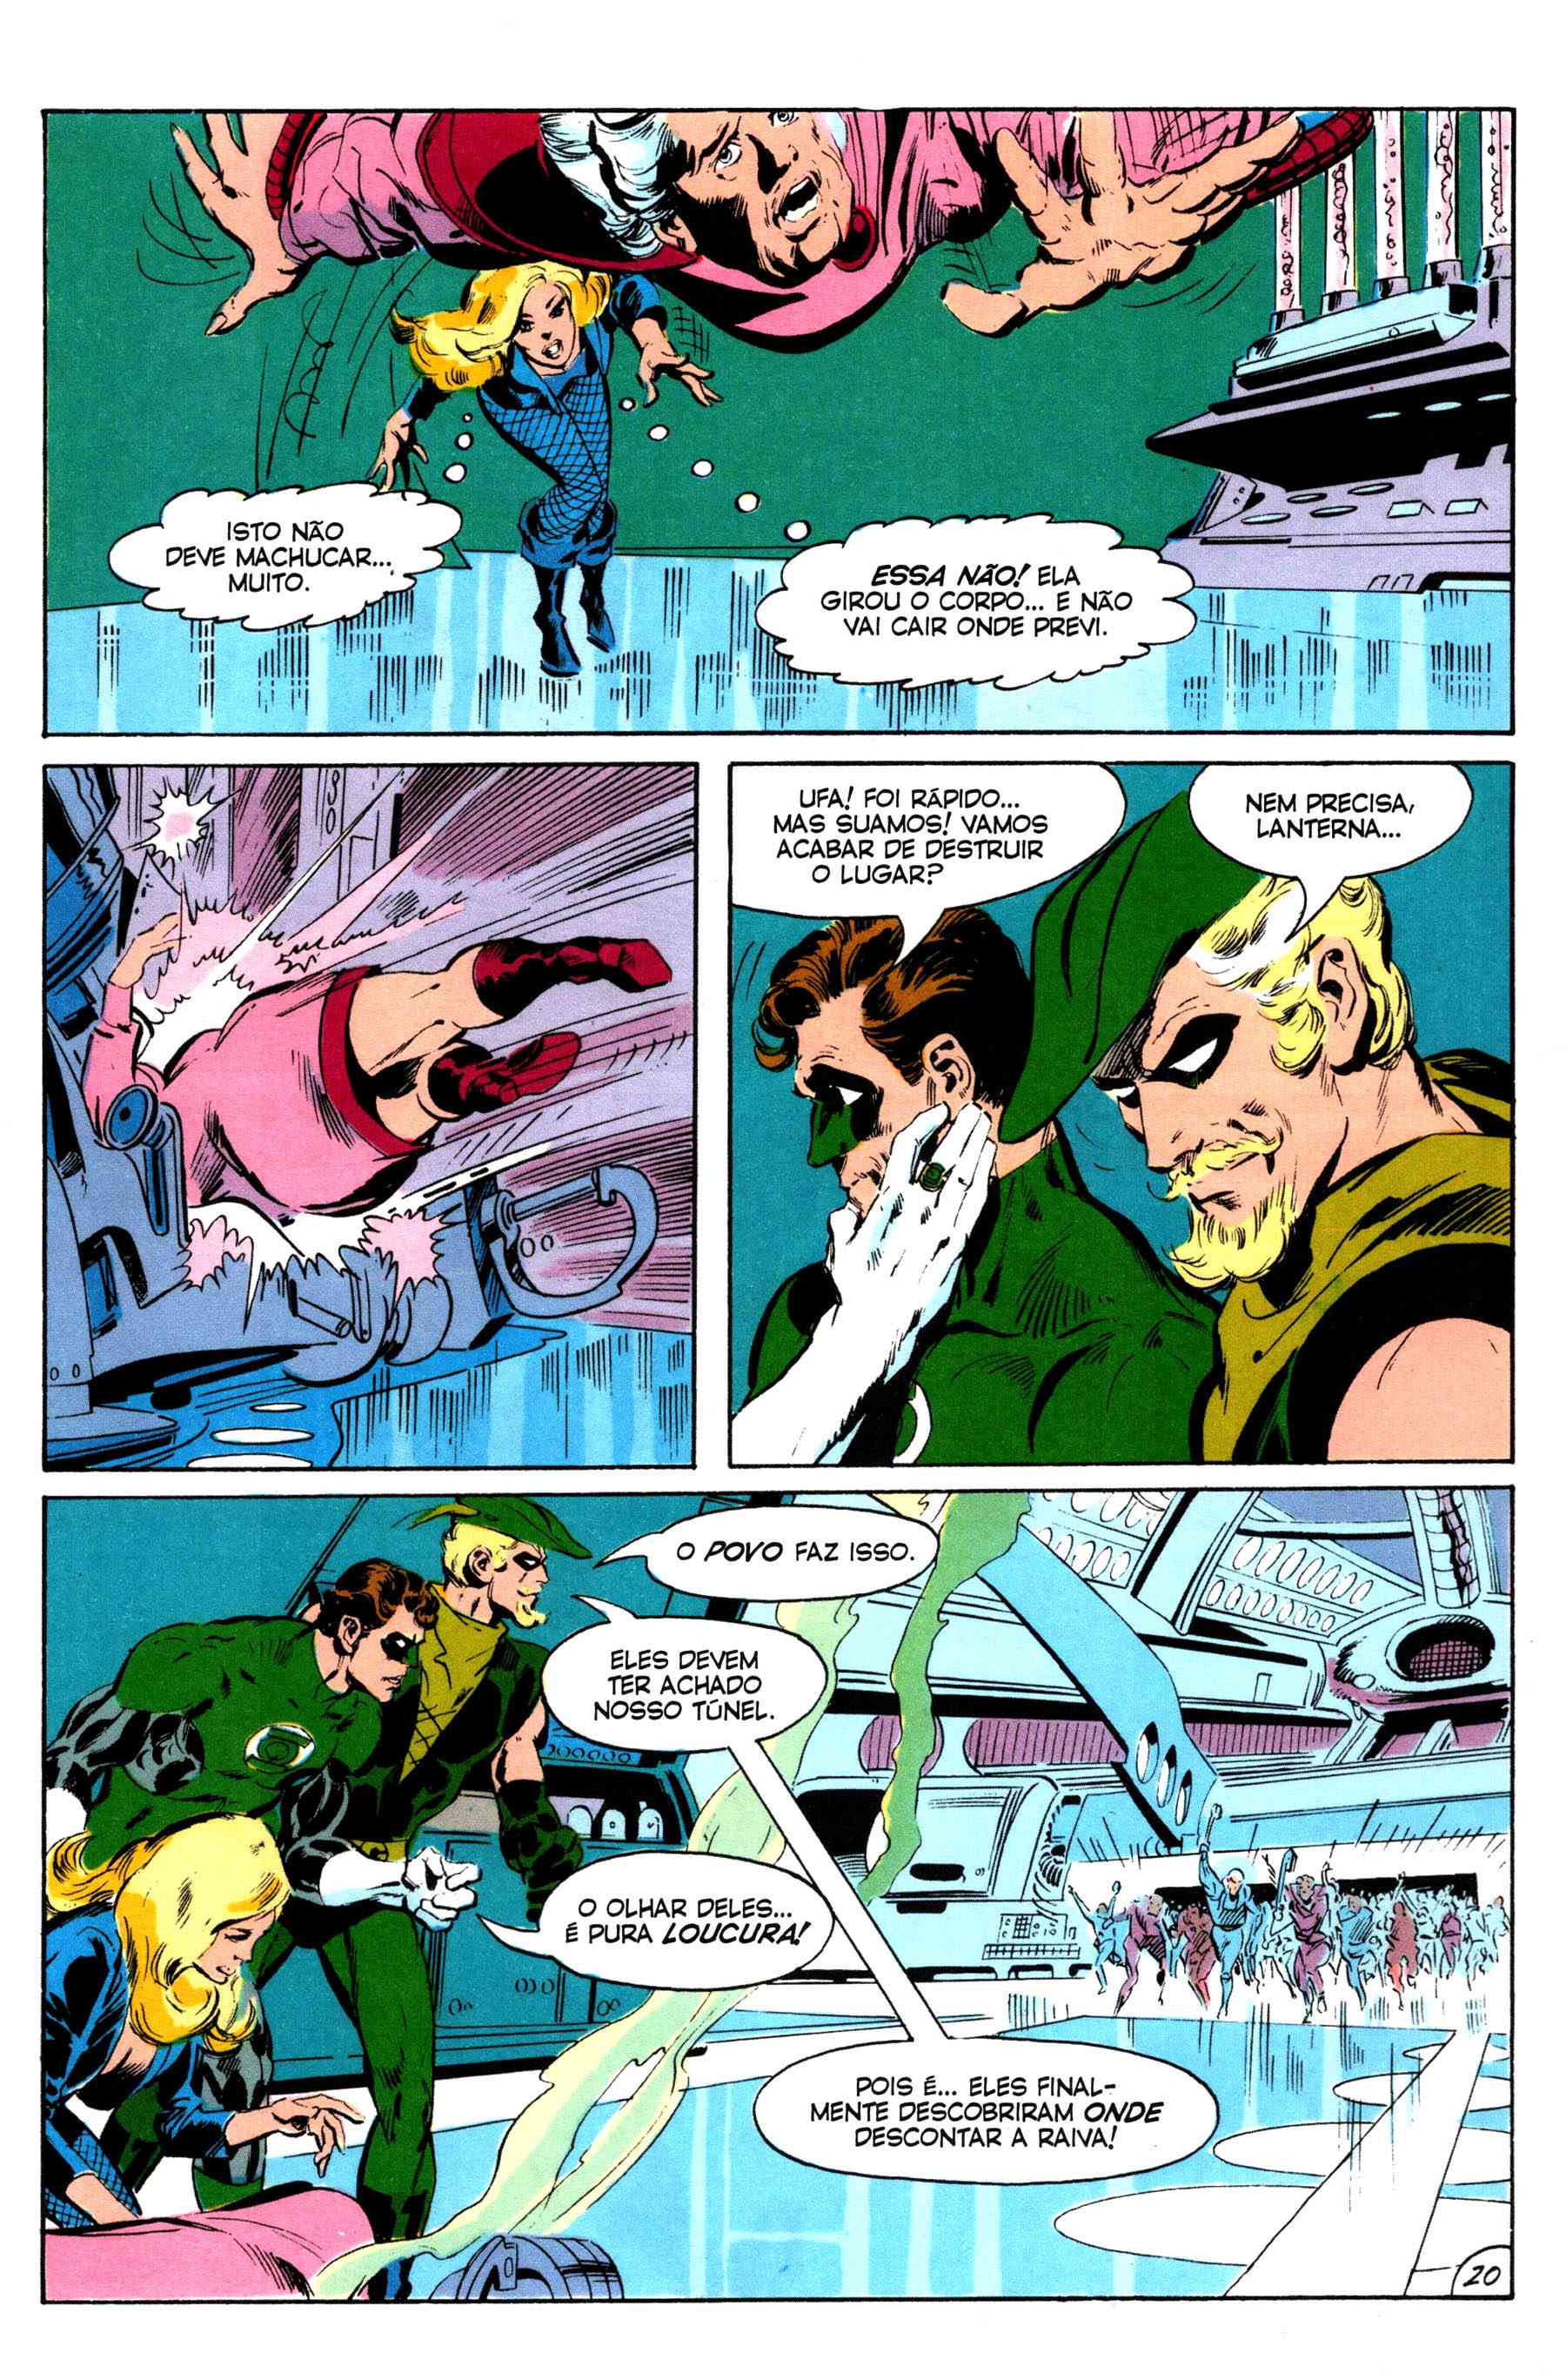 ISTO NÃO
DEVE MACHUCAR...
MUITO.
ESSA NÃO! ELA
GIROU O CORPO... E NÃO
VAI CAIR ONDE PREVI.
UFA! FOI RÁPIDO...
MAS SUAMOS! VAMOS
ACABAR DE DESTRUIR
O LUGAR?
NEM PRECISA,
LANTERNA...
O POVO FAZ ISSO.
ELES DEVEM
TER ACHADO
NOSSO TÚNEL.
O OLHAR DELES...
É PURA LOUCURA!
POIS É... ELES FINAL-
MENTE DESCOBRIRAM ONDE
DESCONTAR A RAIVA!
20